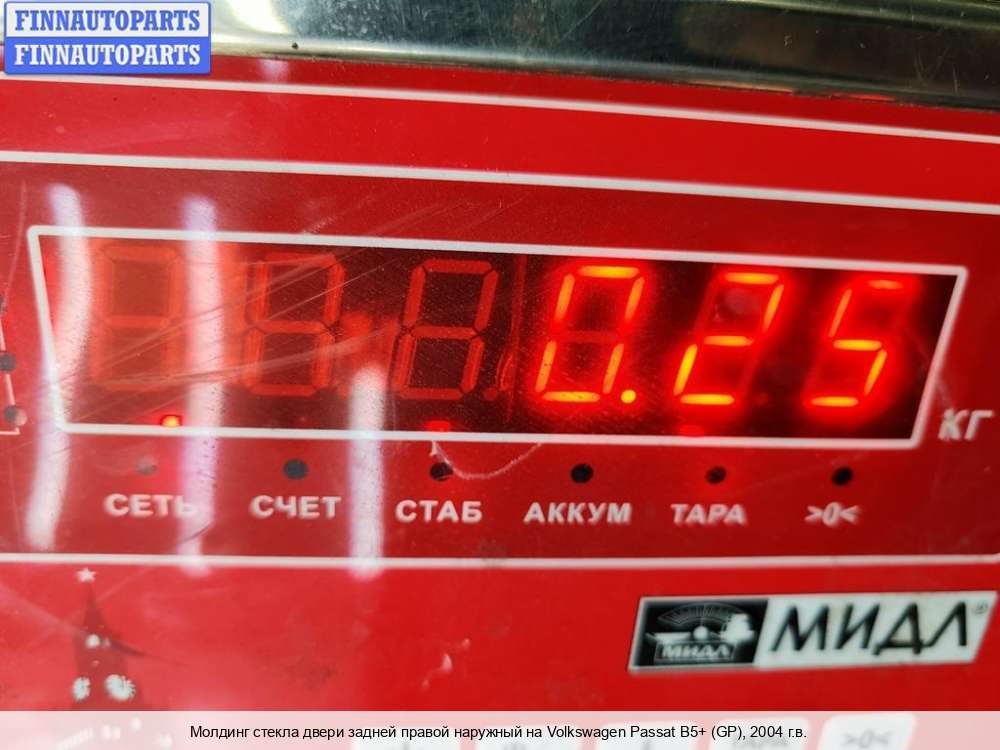 FINNAUTOPARTS
FINNAUTOPARTS
0.25
КГ
СЕТЬ СЧЕТ СТАБ АККУМ ТАРА >0<
МИДЛ МИДЛ®
Молдинг стекла двери задней правой наружный на Volkswagen Passat B5+ (GP), 2004 г.в.